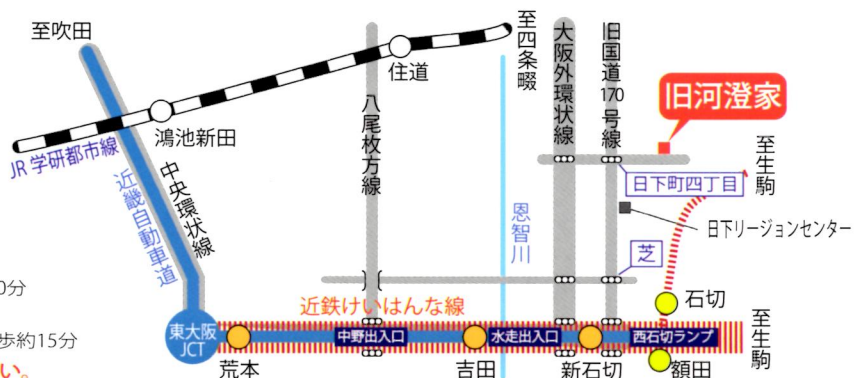 至吹田
至四条畷
大阪外環状線
旧国道170号線
旧河澄家
住道
八尾枚方線
鴻池新田
JR 学研都市線
近畿自動車道
中央環状線
至生駒
日下町四丁目
日下リージョンセンター
恩智川
芝
0分
近鉄けいはんな線
石切
歩約15分
東大阪
JCT
中野出入口
水走出入口
西石切ランプ
至生駒
い。
荒本
吉田
新石切
額田